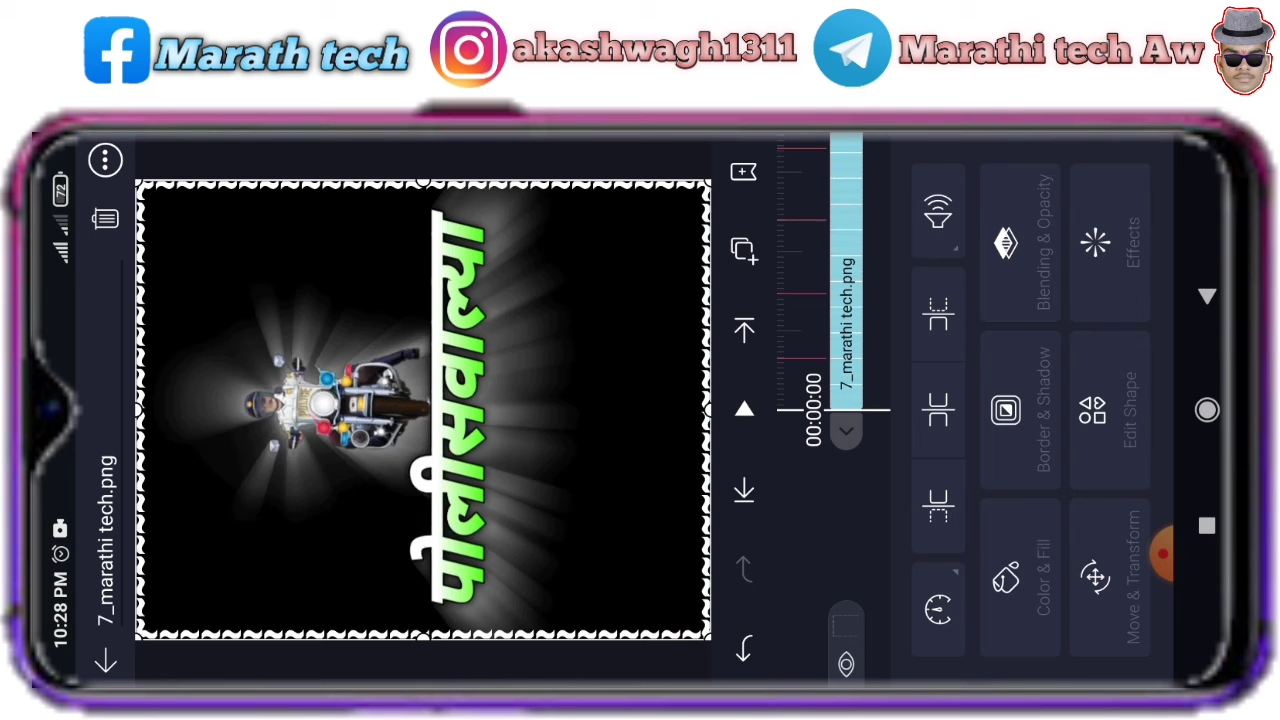 Marath tech
akashwagh1311
Marathi tech Aw
10:28 PM
72
7_marathi tech.png
पोलीसवाल्या
00:00:00
7_marathi tech.png
Move & Transform
Edit Shape
Effects
Color & Fill
Border & Shadow
Blending & Opacity